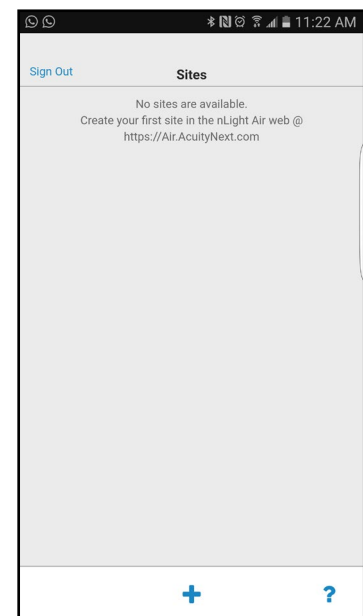 11:22 AM
Sign Out
Sites
No sites are available.
Create your first site in the nLight Air web @
https://Air.AcuityNext.com
+
?